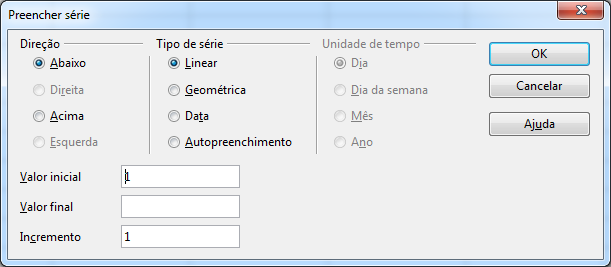 Preencher série
Direção
Abaixo
Direita
Acima
Esquerda
Tipo de série
Linear
Geométrica
Data
Autopreenchimento
Unidade de tempo
Dia
Dia da semana
Mês
Ano
OK
Cancelar
Ajuda
Valor inicial 1
Valor final
Incremento 1